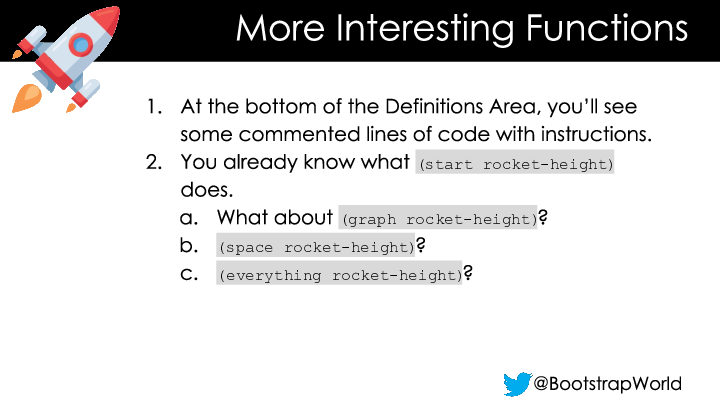 More Interesting Functions
1. At the bottom of the Definitions Area, you'll see
some commented lines of code with instructions.
2. You already know what (start rocket-height)
does.
a. What about (graph rocket-height)?
b. (space rocket-height)?
c. (everything rocket-height)?
@BootstrapWorld